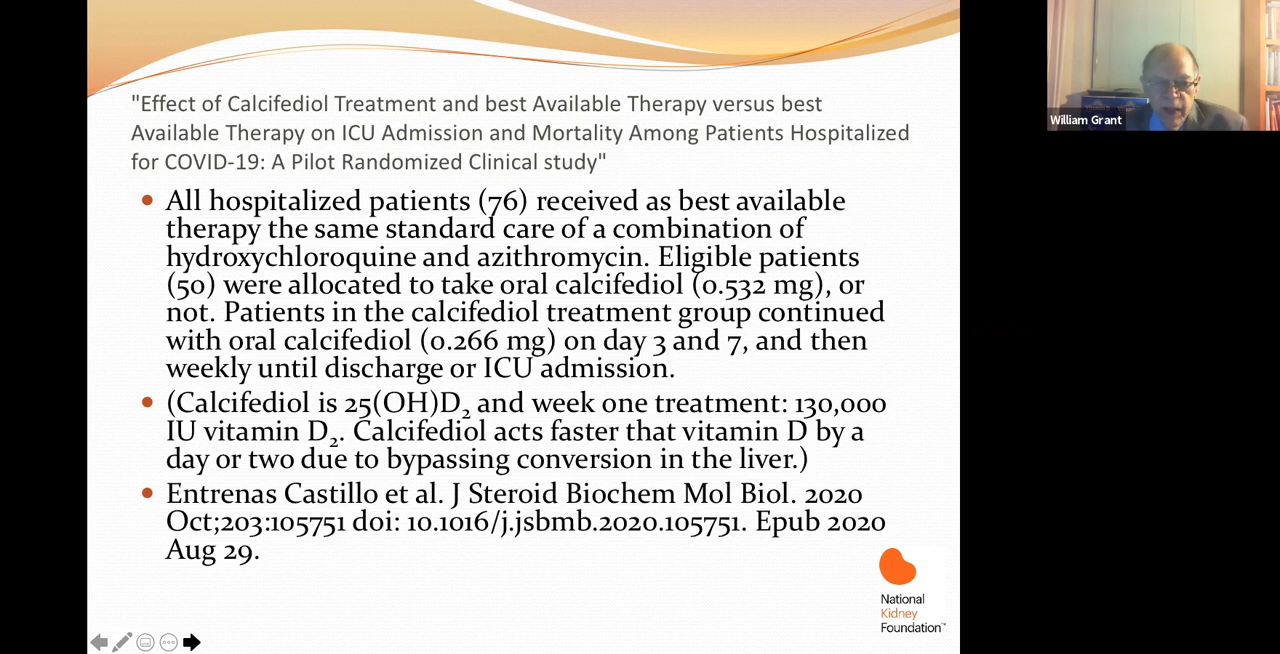 "Effect of Calcifediol Treatment and best Available Therapy versus best
Available Therapy on ICU Admission and Mortality Among Patients Hospitalized
for COVID-19: A Pilot Randomized Clinical study"
• All hospitalized patients (76) received as best available
therapy the same standard care of a combination of
hydroxychloroquine and azithromycin. Eligible patients
(50) were allocated to take oral calcifediol (0.532 mg), or
not. Patients in the calcifediol treatment group continued
with oral calcifediol (0.266 mg) on day 3 and 7, and then
weekly until discharge or ICU admission.
• (Calcifediol is 25(OH)D₂ and week one treatment: 130,000
IU vitamin D₂. Calcifediol acts faster that vitamin D by a
day or two due to bypassing conversion in the liver.)
• Entrenas Castillo et al. J Steroid Biochem Mol Biol. 2020
Oct;203:105751 doi: 10.1016/j.jsbmb.2020.105751. Epub 2020
Aug 29.
National
Kidney
Foundation™
William Grant